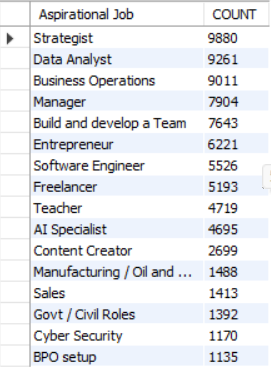 Aspirational Job COUNT
Strategist 9880
Data Analyst 9261
Business Operations 9011
Manager 7904
Build and develop a Team 7643
Entrepreneur 6221
Software Engineer 5526
Freelancer 5193
Teacher 4719
AI Specialist 4695
Content Creator 2699
Manufacturing / Oil and ... 1488
Sales 1413
Govt / Civil Roles 1392
Cyber Security 1170
BPO setup 1135